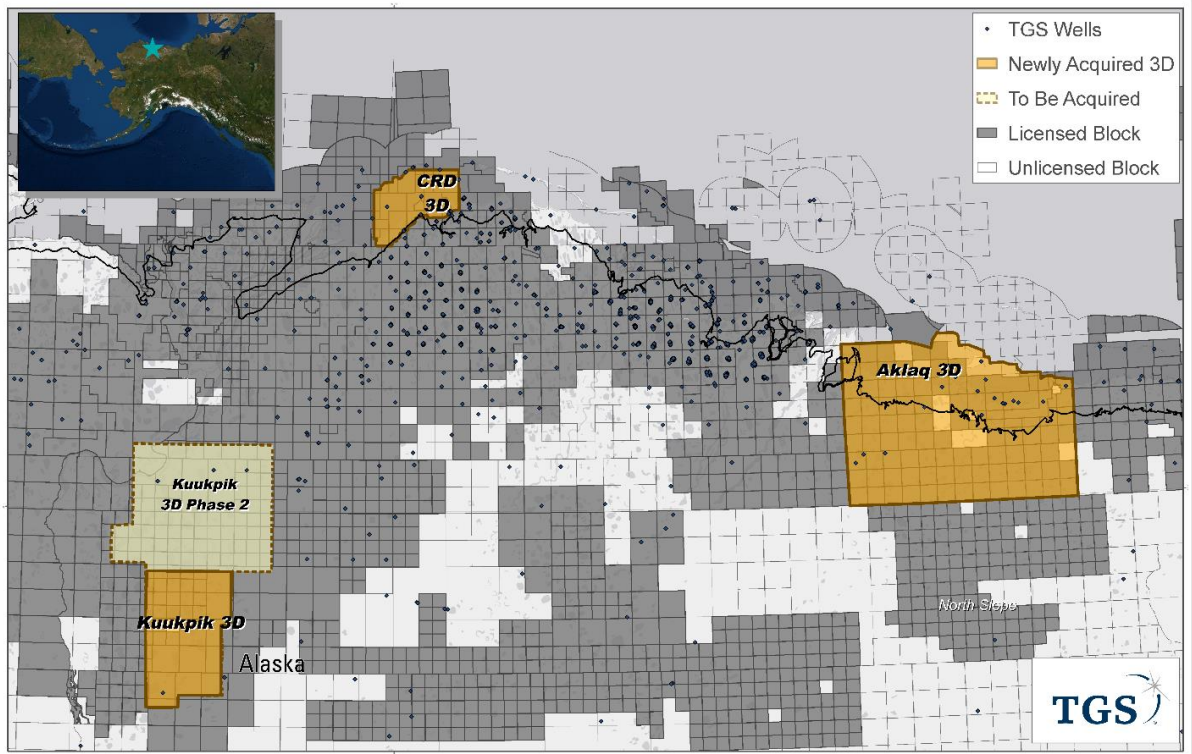 TGS Wells
Newly Acquired 3D
To Be Acquired
Licensed Block
Unlicensed Block
CRD
3D
Aklaq 3D
Kuukpik
3D Phase 2
Kuukpik 3D
North Slope
Alaska
TGS